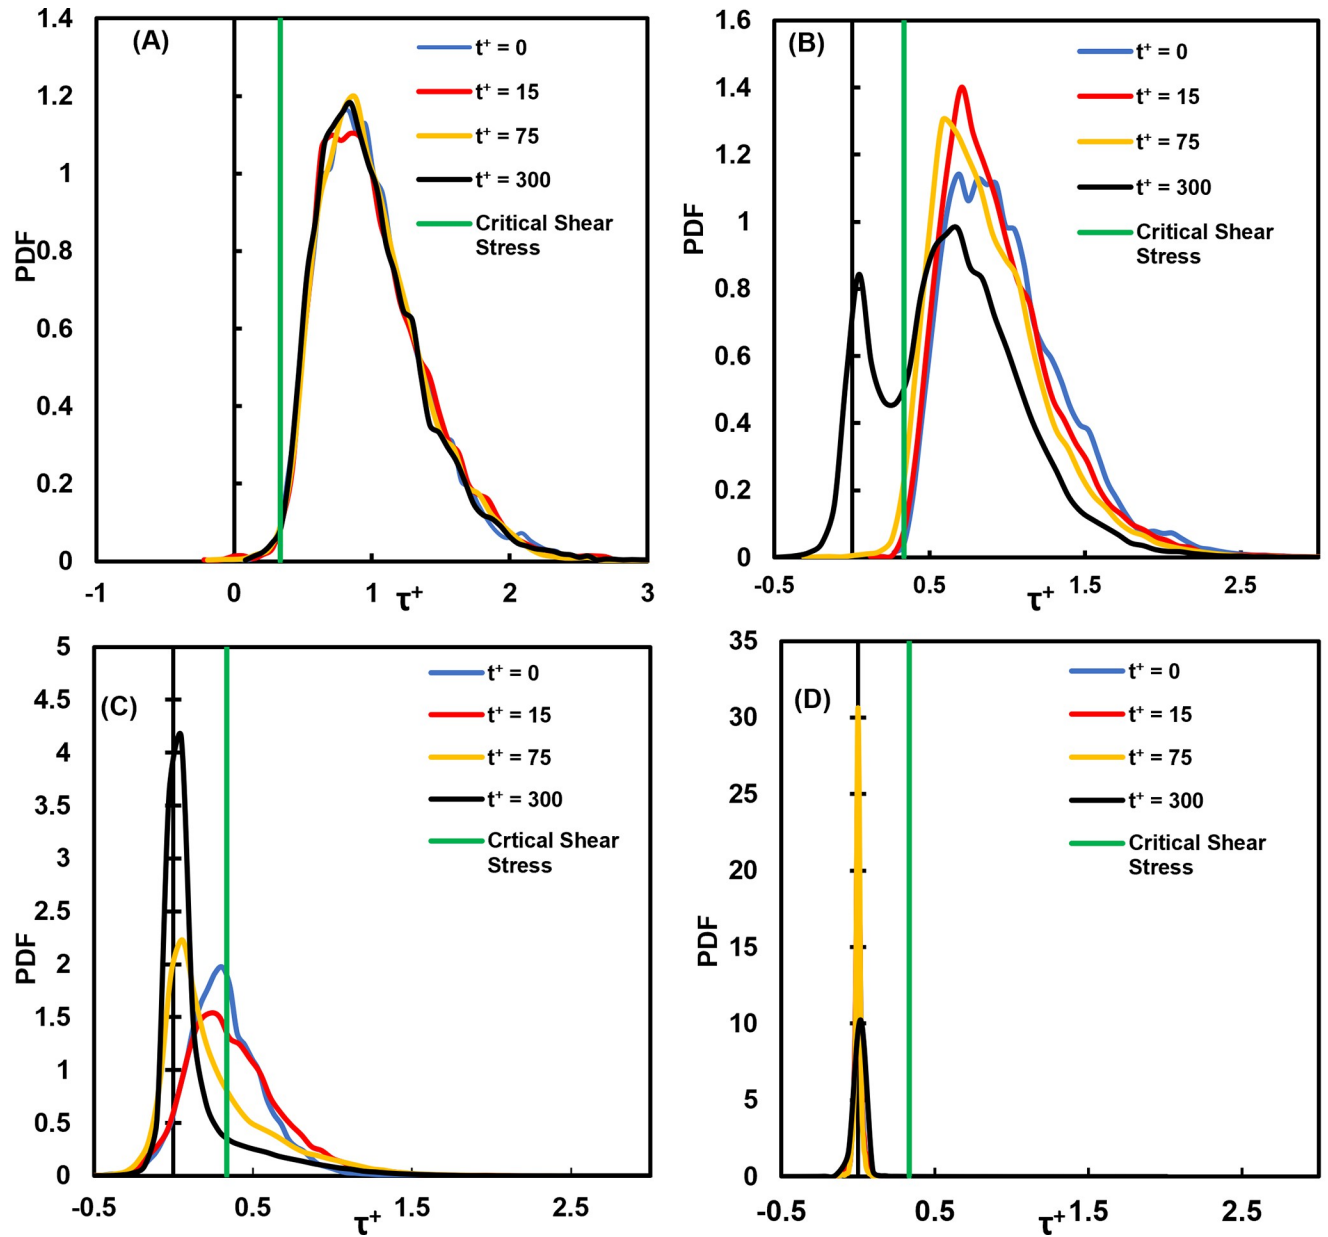 (A)
PDF
1.4
1.2
1
0.8
0.6
0.4
0.2
0
-1
0
1
2
3
τ⁺
t⁺ = 0
t⁺ = 15
t⁺ = 75
t⁺ = 300
Critical Shear
Stress
(B)
PDF
1.6
1.4
1.2
1
0.8
0.6
0.4
0.2
0
-0.5
0.5
1.5
2.5
τ⁺
t⁺ = 0
t⁺ = 15
t⁺ = 75
t⁺ = 300
Critical Shear
Stress
(C)
PDF
5
4.5
4
3.5
3
2.5
2
1.5
1
0.5
0
-0.5
0.5
1.5
2.5
τ⁺
t⁺ = 0
t⁺ = 15
t⁺ = 75
t⁺ = 300
Crtical Shear
Stress
(D)
PDF
35
30
25
20
15
10
5
0
-0.5
0.5
1.5
2.5
τ⁺
t⁺ = 0
t⁺ = 15
t⁺ = 75
t⁺ = 300
Critical Shear
Stress